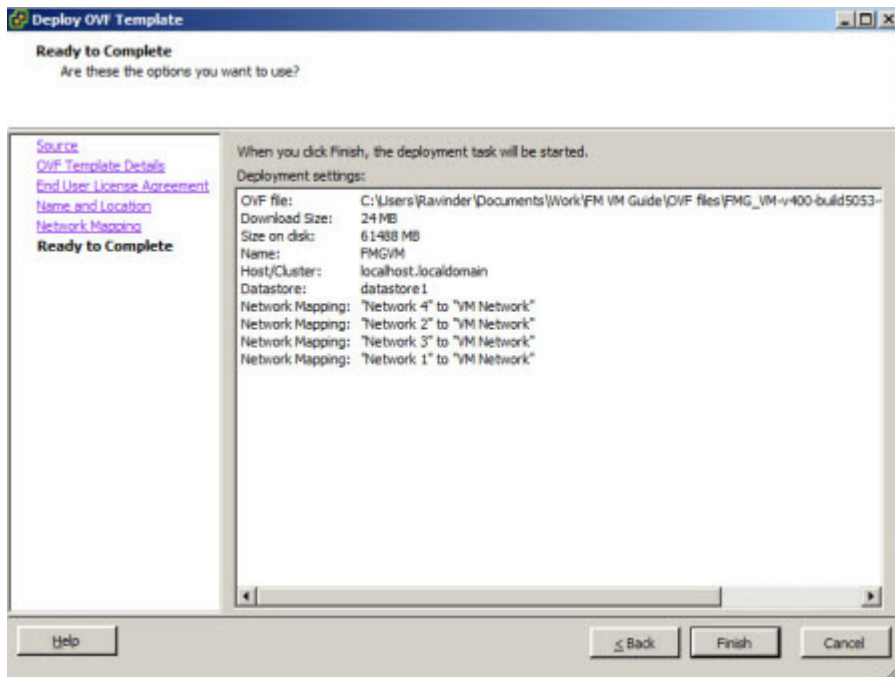 Deploy OVF Template
Ready to Complete
Are these the options you want to use?
Source
OVF Template Details
End User License Agreement
Name and Location
Network Mapping
Ready to Complete
When you click Finish, the deployment task will be started.
Deployment settings:
OVF file: C:\Users\Ravinder\Documents\Work\FM VM Guide\OVF files\FMG_VM-v400-build5053-
Download Size: 24 MB
Size on disk: 61488 MB
Name: FMGVM
Host/Cluster: localhost.localdomain
Datastore: datastore1
Network Mapping: "Network 4" to "VM Network"
Network Mapping: "Network 2" to "VM Network"
Network Mapping: "Network 3" to "VM Network"
Network Mapping: "Network 1" to "VM Network"
Help
< Back
Finish
Cancel